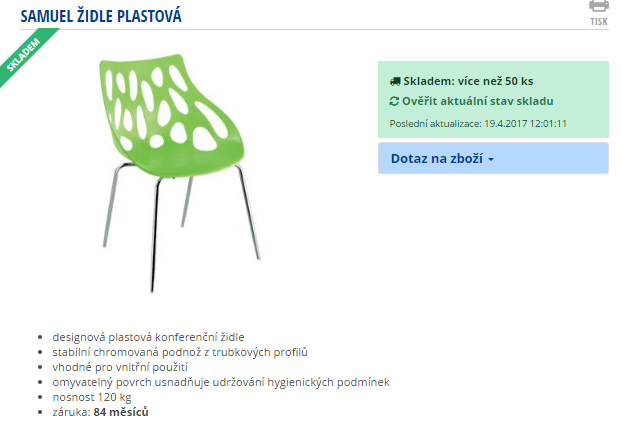 SAMUEL ŽIDLE PLASTOVÁ
TISK
SKLADEM
Skladem: více než 50 ks
Ověřit aktuální stav skladu
Poslední aktualizace: 19.4.2017 12:01:11
Dotaz na zboží
designová plastová konferenční židle
stabilní chromovaná podnož z trubkových profilů
vhodné pro vnitřní použití
omyvatelný povrch usnadňuje udržování hygienických podmínek
nosnost 120 kg
záruka: 84 měsíců